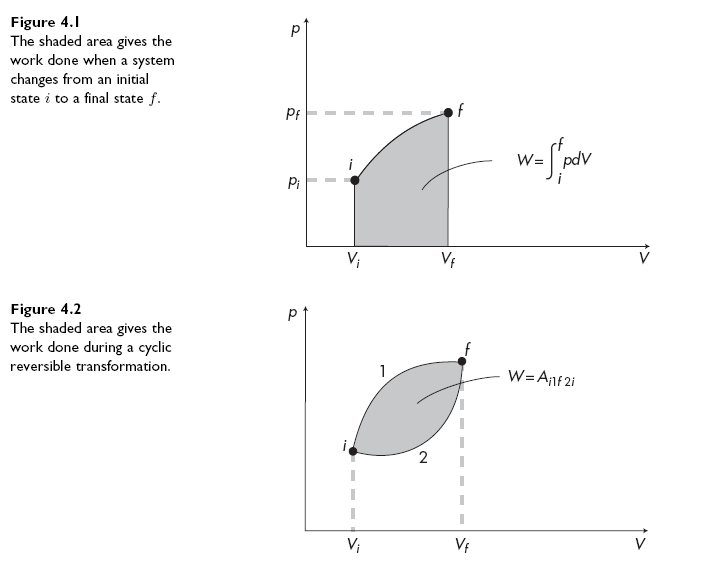 Figure 4.1
The shaded area gives the
work done when a system
changes from an initial
state i to a final state f.
p
pf
f
i
W=∫ᵢᶠpdV
pi
Vi
Vf
V
Figure 4.2
The shaded area gives the
work done during a cyclic
reversible transformation.
p
f
1
W=Ai1f2i
i
2
Vi
Vf
V